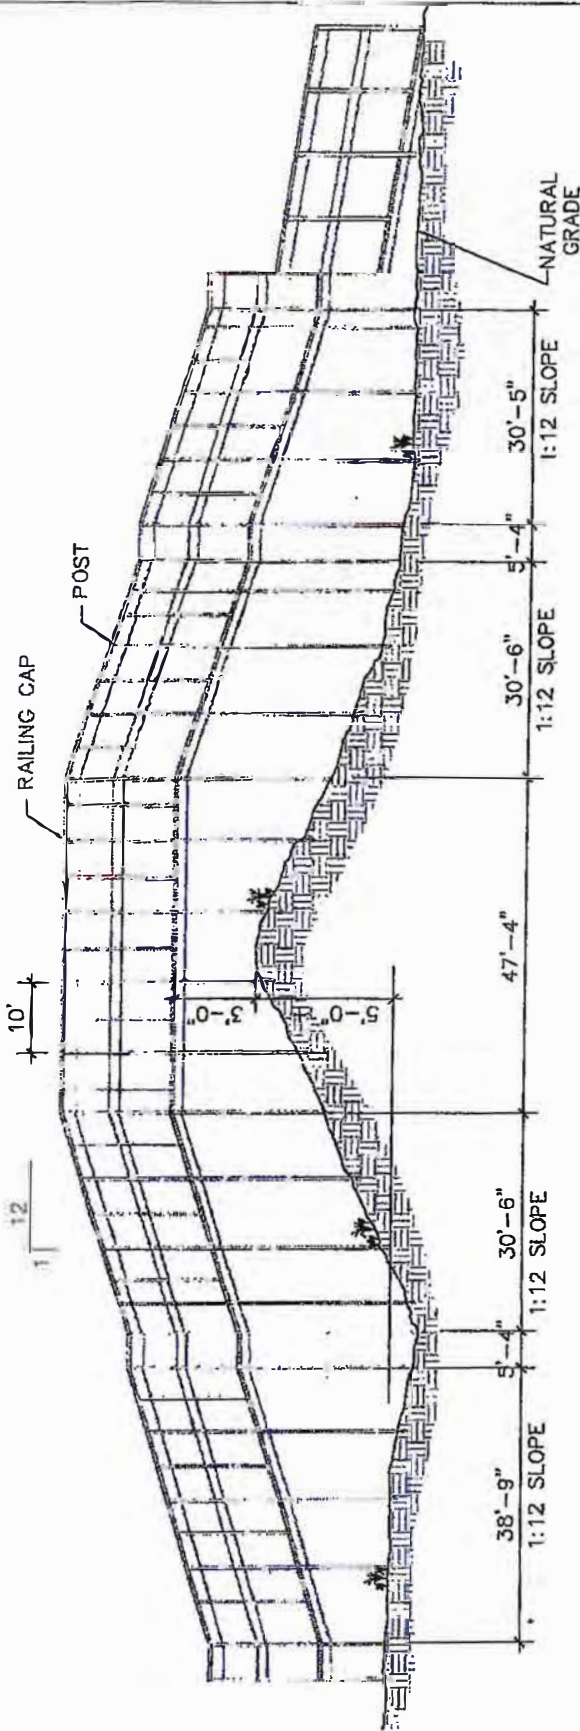 12
1
10'
RAILING CAP
POST
3'-0"
5'-0"
38'-9"
1:12 SLOPE
5'-4"
30'-6"
1:12 SLOPE
47'-4"
30'-6"
1:12 SLOPE
5'-4"
30'-5"
1:12 SLOPE
NATURAL
GRADE